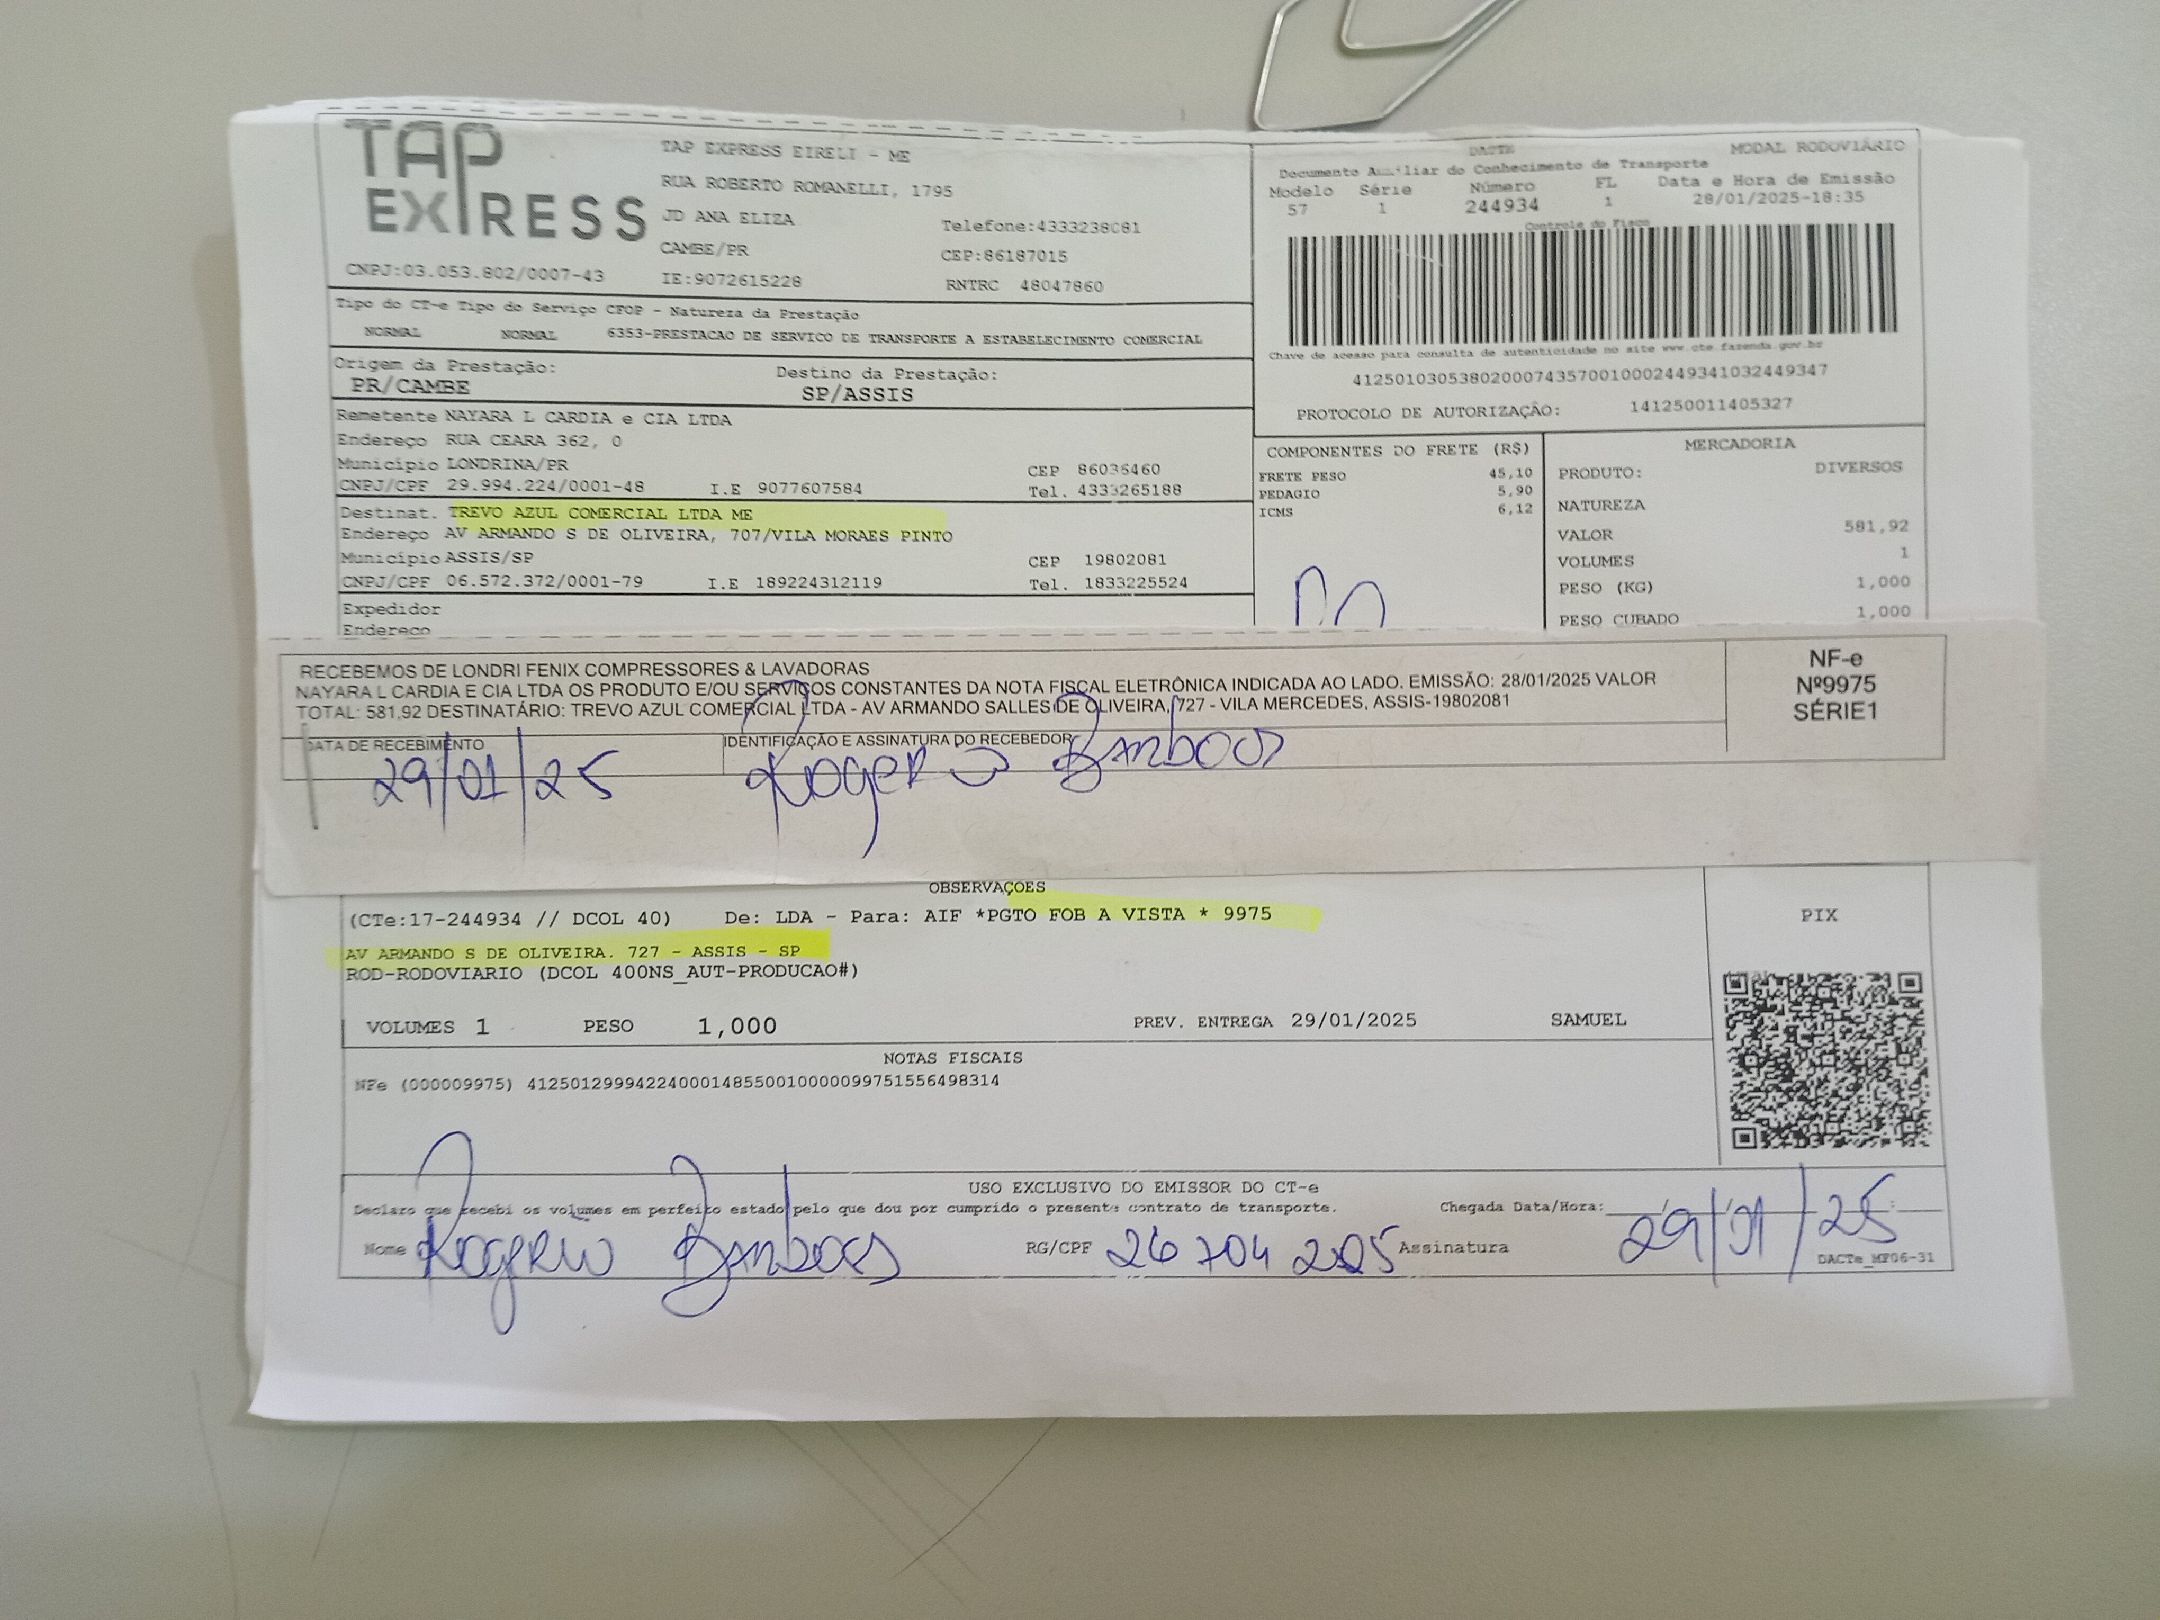 TAP EXPRESS
TAP EXPRESS EIRELI - ME
RUA ROBERTO ROMANELLI, 1795
JD ANA ELIZA
Telefone:4333238081
CAMBE/PR
CEP:86187015
CNPJ:03.053.802/0007-43
IE:9072615228
RNTRC 48047860
DACTE
MODAL RODOVIÁRIO
Documento Auxiliar do Conhecimento de Transporte
Modelo Série Número FL Data e Hora de Emissão
57 1 244934 1 28/01/2025-18:35
Controle do Fisco
Chave de acesso para consulta de autenticidade no site www.cte.fazenda.gov.br
41250103053802000743570010002449341032449347
PROTOCOLO DE AUTORIZAÇÃO: 141250011405327
Tipo do CT-e Tipo do Serviço CFOP - Natureza da Prestação
NORMAL NORMAL 6353-PRESTACAO DE SERVICO DE TRANSPORTE A ESTABELECIMENTO COMERCIAL
Origem da Prestação: Destino da Prestação:
PR/CAMBE SP/ASSIS
Remetente NAYARA L CARDIA e CIA LTDA
Endereço RUA CEARA 362, 0
Município LONDRINA/PR CEP 86036460
CNPJ/CPF 29.994.224/0001-48 I.E 9077607584 Tel. 4333265188
Destinat. TREVO AZUL COMERCIAL LTDA ME
Endereço AV ARMANDO S DE OLIVEIRA, 707/VILA MORAES PINTO
Município ASSIS/SP CEP 19802081
CNPJ/CPF 06.572.372/0001-79 I.E 189224312119 Tel. 1833225524
Expedidor
Endereço
COMPONENTES DO FRETE (R$)
FRETE PESO 45,10
PEDAGIO 5,90
ICMS 6,12
MERCADORIA
PRODUTO: DIVERSOS
NATUREZA
VALOR 581,92
VOLUMES 1
PESO (KG) 1,000
PESO CUBADO 1,000
RECEBEMOS DE LONDRI FENIX COMPRESSORES & LAVADORAS
NAYARA L CARDIA E CIA LTDA OS PRODUTO E/OU SERVIÇOS CONSTANTES DA NOTA FISCAL ELETRÔNICA INDICADA AO LADO. EMISSÃO: 28/01/2025 VALOR
TOTAL: 581,92 DESTINATÁRIO: TREVO AZUL COMERCIAL LTDA - AV ARMANDO SALLES DE OLIVEIRA, 727 - VILA MERCEDES, ASSIS-19802081
NF-e
Nº9975
SÉRIE1
DATA DE RECEBIMENTO IDENTIFICAÇÃO E ASSINATURA DO RECEBEDOR
29/01/25 Rogerio Barbosa
OBSERVAÇOES
(CTe:17-244934 // DCOL 40) De: LDA - Para: AIF *PGTO FOB A VISTA * 9975
AV ARMANDO S DE OLIVEIRA. 727 - ASSIS - SP
ROD-RODOVIARIO (DCOL 400NS_AUT-PRODUCAO#)
PIX
VOLUMES 1 PESO 1,000 PREV. ENTREGA 29/01/2025 SAMUEL
NOTAS FISCAIS
NFe (000009975) 41250129994224000148550010000099751556498314
USO EXCLUSIVO DO EMISSOR DO CT-e
Declaro que recebi os volumes em perfeito estado pelo que dou por cumprido o presente contrato de transporte. Chegada Data/Hora: 29/01/25
Nome Rogerio Barbosa RG/CPF 26 704 205 Assinatura
DACTe_MF06-31